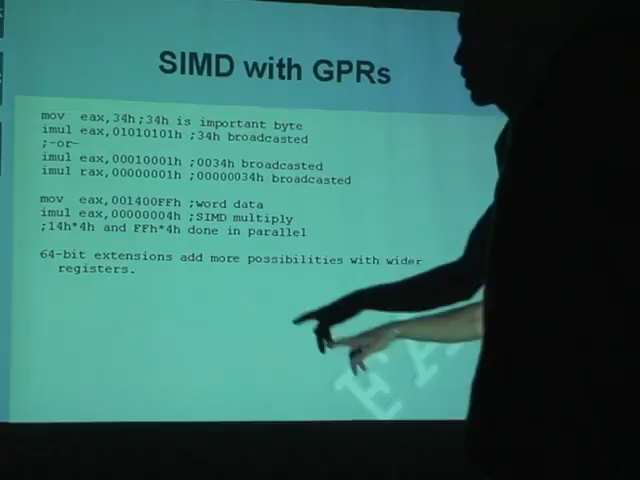 SIMD with GPRs
mov eax,34h;34h is important byte
imul eax,01010101h ;34h broadcasted
;-or-
imul eax,00010001h ;0034h broadcasted
imul rax,00000001h ;00000034h broadcasted
mov eax,001400FFh ;word data
imul eax,00000004h ;SIMD multiply
;14h*4h and FFh*4h done in parallel
64-bit extensions add more possibilities with wider
registers.